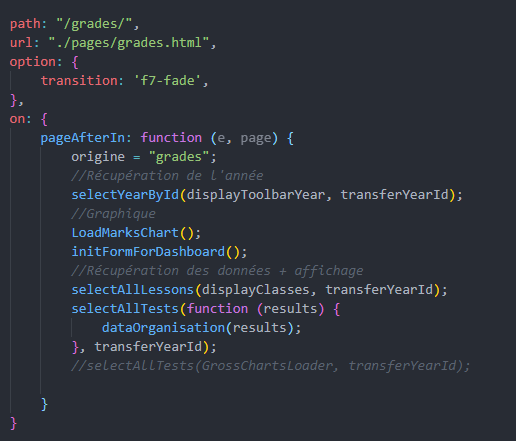 path: "/grades/",
url: "./pages/grades.html",
option: {
transition: 'f7-fade',
},
on: {
pageAfterIn: function (e, page) {
origine = "grades";
//Récupération de l'année
selectYearById(displayToolbarYear, transferYearId);
//Graphique
LoadMarksChart();
initFormForDashboard();
//Récupération des données + affichage
selectAllLessons(displayClasses, transferYearId);
selectAllTests(function (results) {
dataOrganisation(results);
}, transferYearId);
//selectAllTests(GrossChartsLoader, transferYearId);
}
}